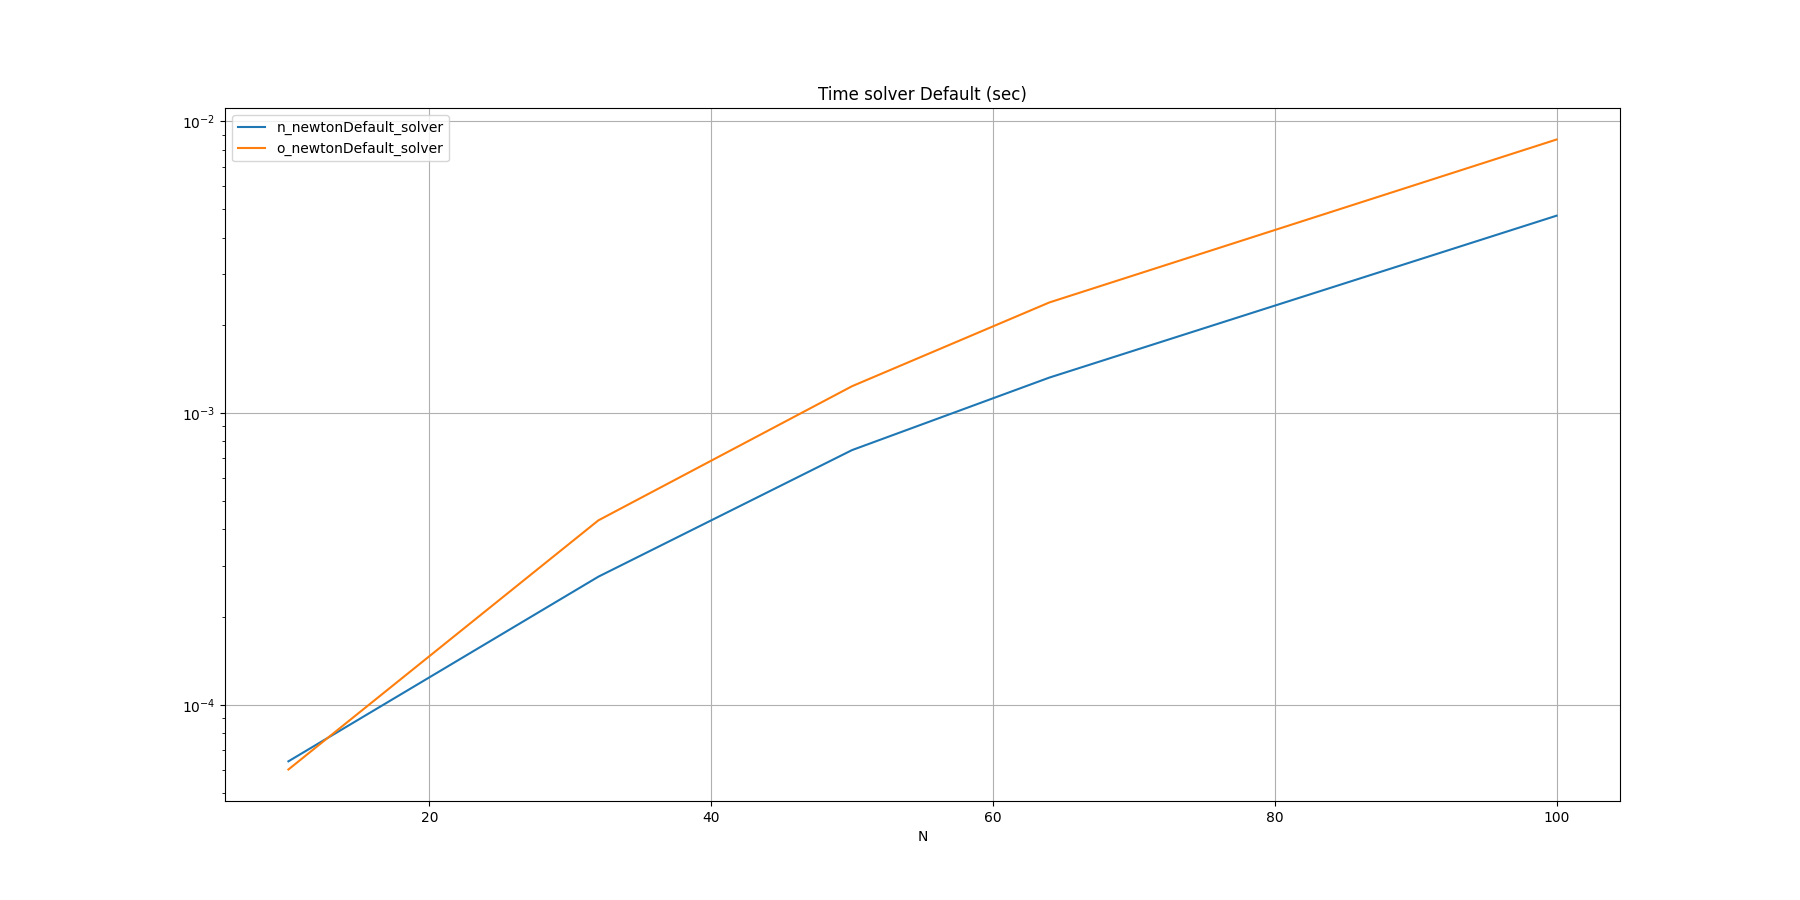 Time solver Default (sec)
n_newtonDefault_solver
o_newtonDefault_solver
10⁻²
10⁻³
10⁻⁴
20 40 60 80 100
N